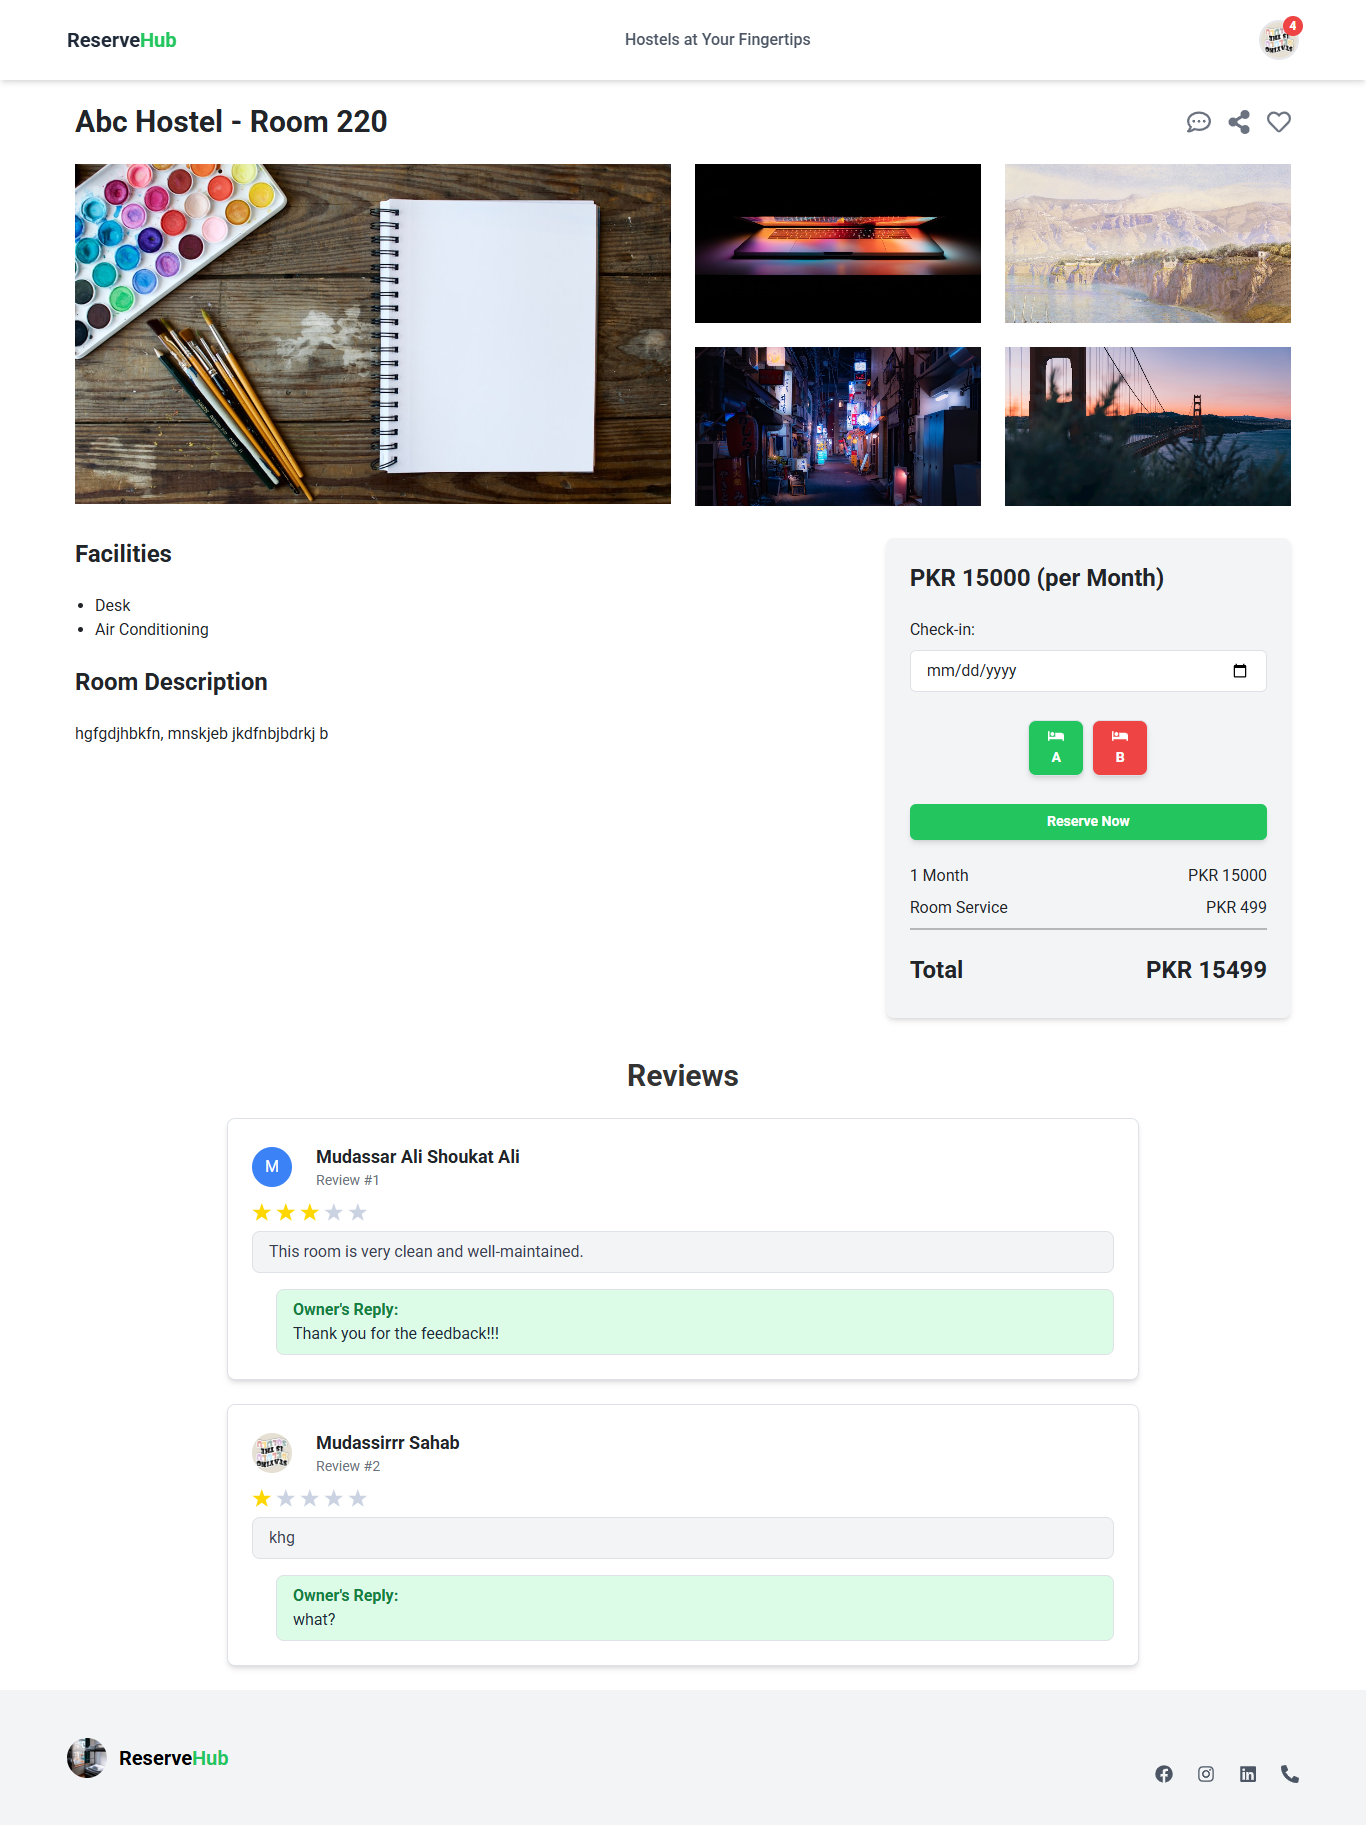 ReserveHub
Hostels at Your Fingertips
4
Abc Hostel - Room 220
Facilities
Desk
Air Conditioning
Room Description
hgfgdjhbkfn, mnskjeb jkdfnbjbdrkj b
PKR 15000 (per Month)
Check-in:
mm/dd/yyyy
A
B
Reserve Now
1 Month PKR 15000
Room Service PKR 499
Total PKR 15499
Reviews
M
Mudassar Ali Shoukat Ali
Review #1
This room is very clean and well-maintained.
Owner's Reply:
Thank you for the feedback!!!
Mudassirrr Sahab
Review #2
khg
Owner's Reply:
what?
ReserveHub